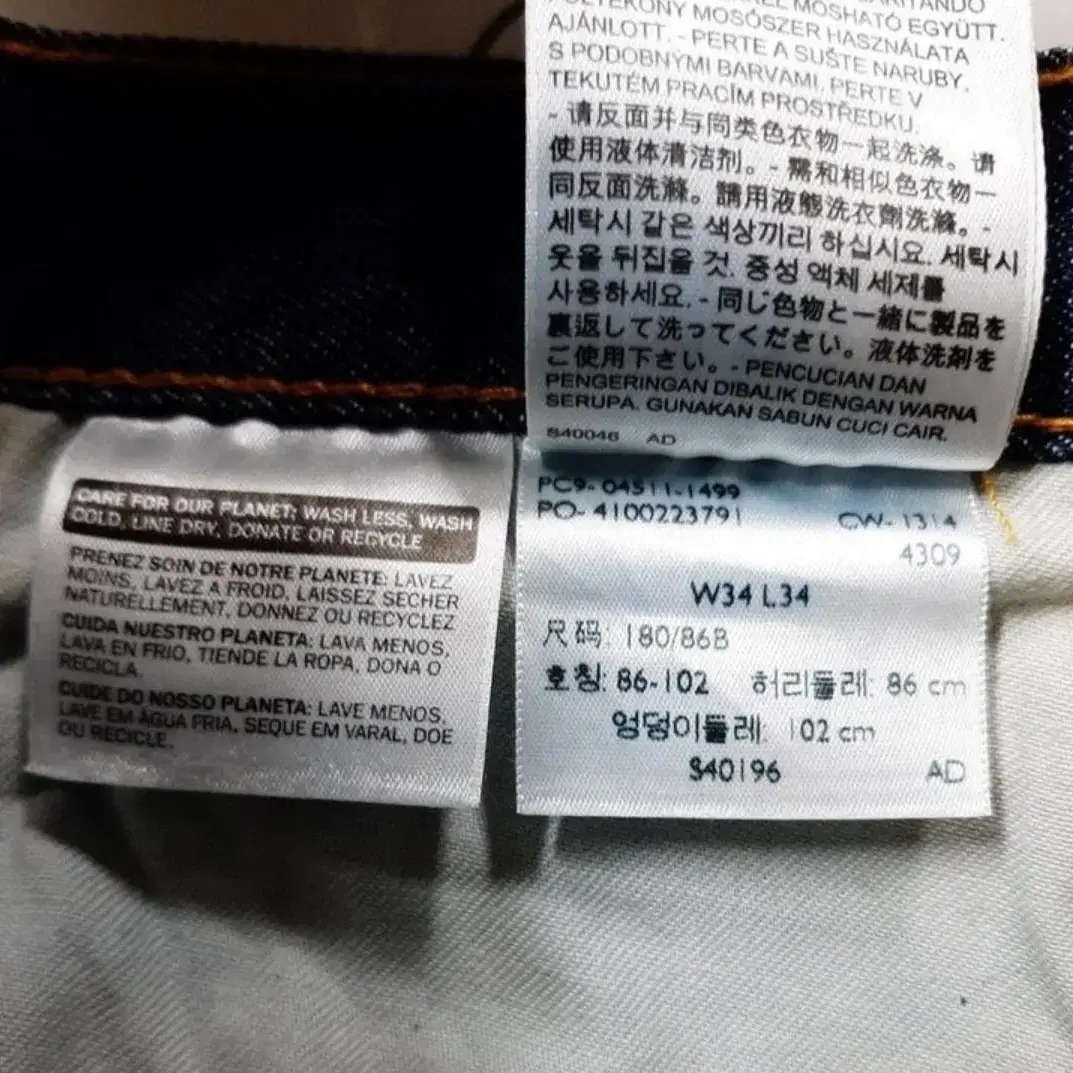 MOSHATÓ EGYÜTT.
FOLYÉKONY MOSÓSZER HASZNÁLATA
AJÁNLOTT. - PERTE A SUŠTE NARUBY,
S PODOBNÝMI BARVAMI. PERTE V
TEKUTÉM PRACÍM PROSTŘEDKU.
- 请反面并与同类色衣物一起洗涤。请
使用液体清洁剂。- 需和相似色衣物一
同反面洗滌。請用液態洗衣劑洗滌。-
세탁시 같은 색상끼리 하십시요. 세탁시
옷을 뒤집을 것. 중성 액체 세제를
사용하세요. - 同じ色物と一緒に製品を
裏返して洗ってください。液体洗剤を
ご使用下さい。- PENCUCIAN DAN
PENGERINGAN DIBALIK DENGAN WARNA
SERUPA. GUNAKAN SABUN CUCI CAIR.
S40046 AD
CARE FOR OUR PLANET: WASH LESS, WASH
COLD, LINE DRY, DONATE OR RECYCLE
PRENEZ SOIN DE NOTRE PLANETE: LAVEZ
MOINS, LAVEZ A FROID, LAISSEZ SECHER
NATURELLEMENT, DONNEZ OU RECYCLEZ
CUIDA NUESTRO PLANETA: LAVA MENOS,
LAVA EN FRIO, TIENDE LA ROPA, DONA O
RECICLA.
CUIDE DO NOSSO PLANETA: LAVE MENOS,
LAVE EM ÁGUA FRIA, SEQUE EM VARAL, DOE
OU RECICLE.
PC9- 04511-1499
PO- 4100223791 CW- 1314
4309
W34 L34
尺码: 180/86B
호칭: 86-102 허리둘레: 86 cm
엉덩이둘레: 102 cm
S40196 AD